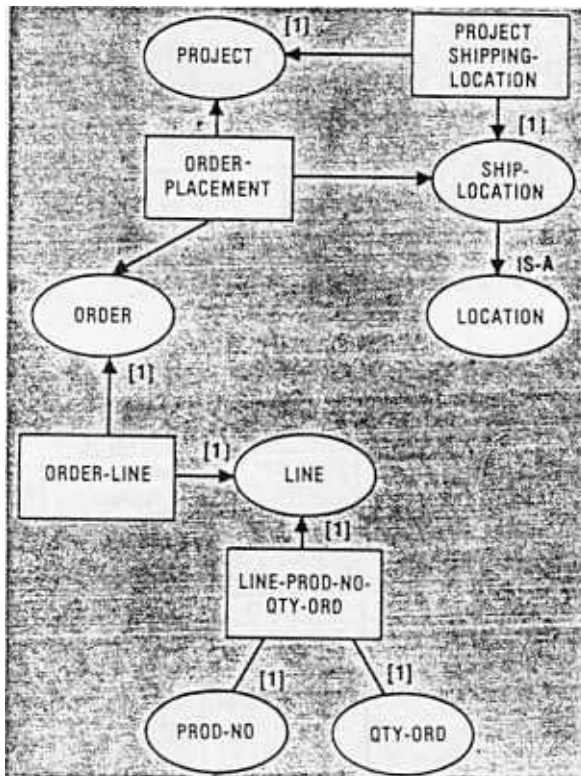 [1]
PROJECT
PROJECT
SHIPPING-
LOCATION
[1]
ORDER-
PLACEMENT
SHIP-
LOCATION
IS-A
ORDER
LOCATION
[1]
ORDER-LINE
[1]
LINE
[1]
LINE-PROD-NO-
QTY-ORD
[1]
[1]
PROD-NO
QTY-ORD